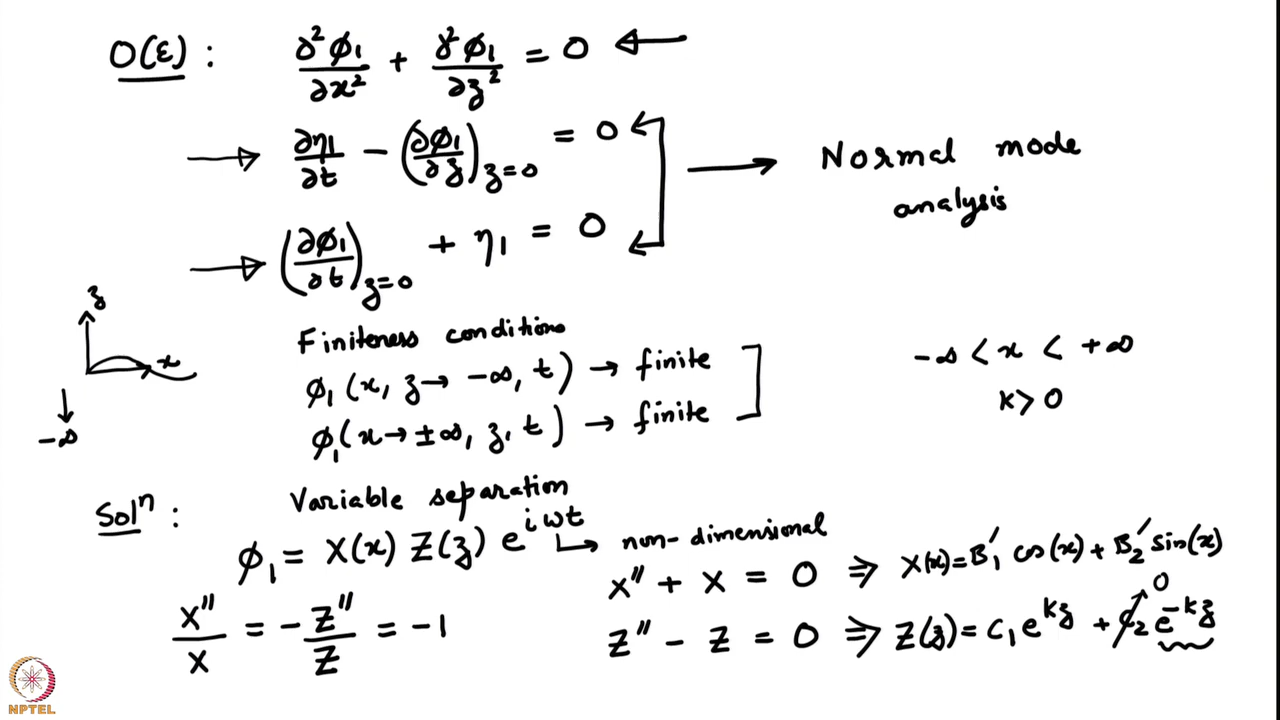 O(ε) : ∂²φ₁/∂x² + ∂²φ₁/∂z² = 0 ←
→ ∂η₁/∂t − (∂φ₁/∂z)_{z=0} = 0
→ Normal mode analysis
→ (∂φ₁/∂t)_{z=0} + η₁ = 0
z
x
-∞
Finiteness conditions
φ₁(x, z→ -∞, t) → finite
φ₁(x→±∞, z, t) → finite
-∞ < x < +∞
k > 0
Solⁿ : Variable separation
φ₁ = X(x) Z(z) e^{iωt} → non-dimensional
X''/X = -Z''/Z = -1
X'' + X = 0 ⇒ X(x) = B₁' cos(x) + B₂' sin(x)
Z'' - Z = 0 ⇒ Z(z) = C₁ e^{kz} + C₂ e^{-kz}
0
NPTEL